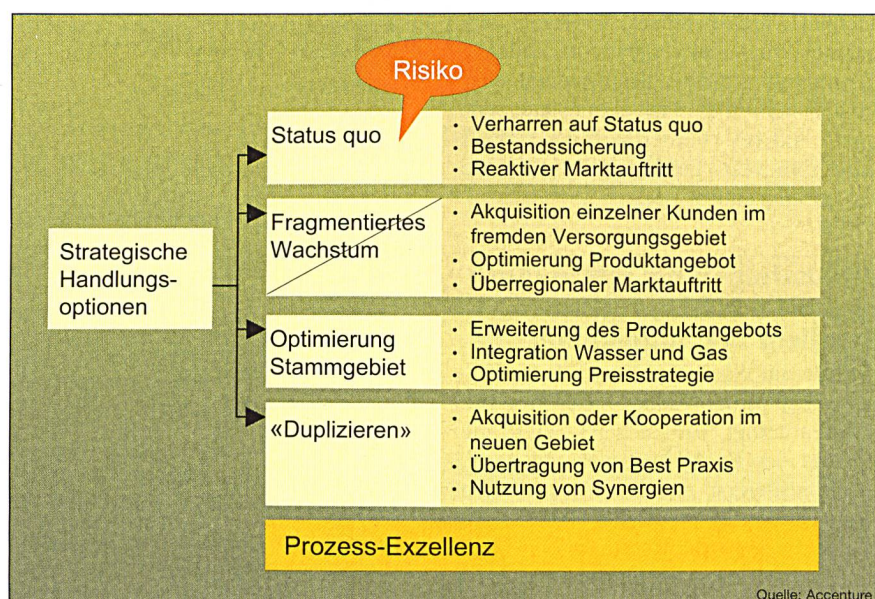 Risiko
Status quo
• Verharren auf Status quo
• Bestandssicherung
• Reaktiver Marktauftritt
Strategische
Handlungs-
optionen
Fragmentiertes
Wachstum
• Akquisition einzelner Kunden im
fremden Versorgungsgebiet
• Optimierung Produktangebot
• Überregionaler Marktauftritt
Optimierung
Stammgebiet
• Erweiterung des Produktangebots
• Integration Wasser und Gas
• Optimierung Preisstrategie
«Duplizieren»
• Akquisition oder Kooperation im
neuen Gebiet
• Übertragung von Best Praxis
• Nutzung von Synergien
Prozess-Exzellenz
Quelle: Accenture